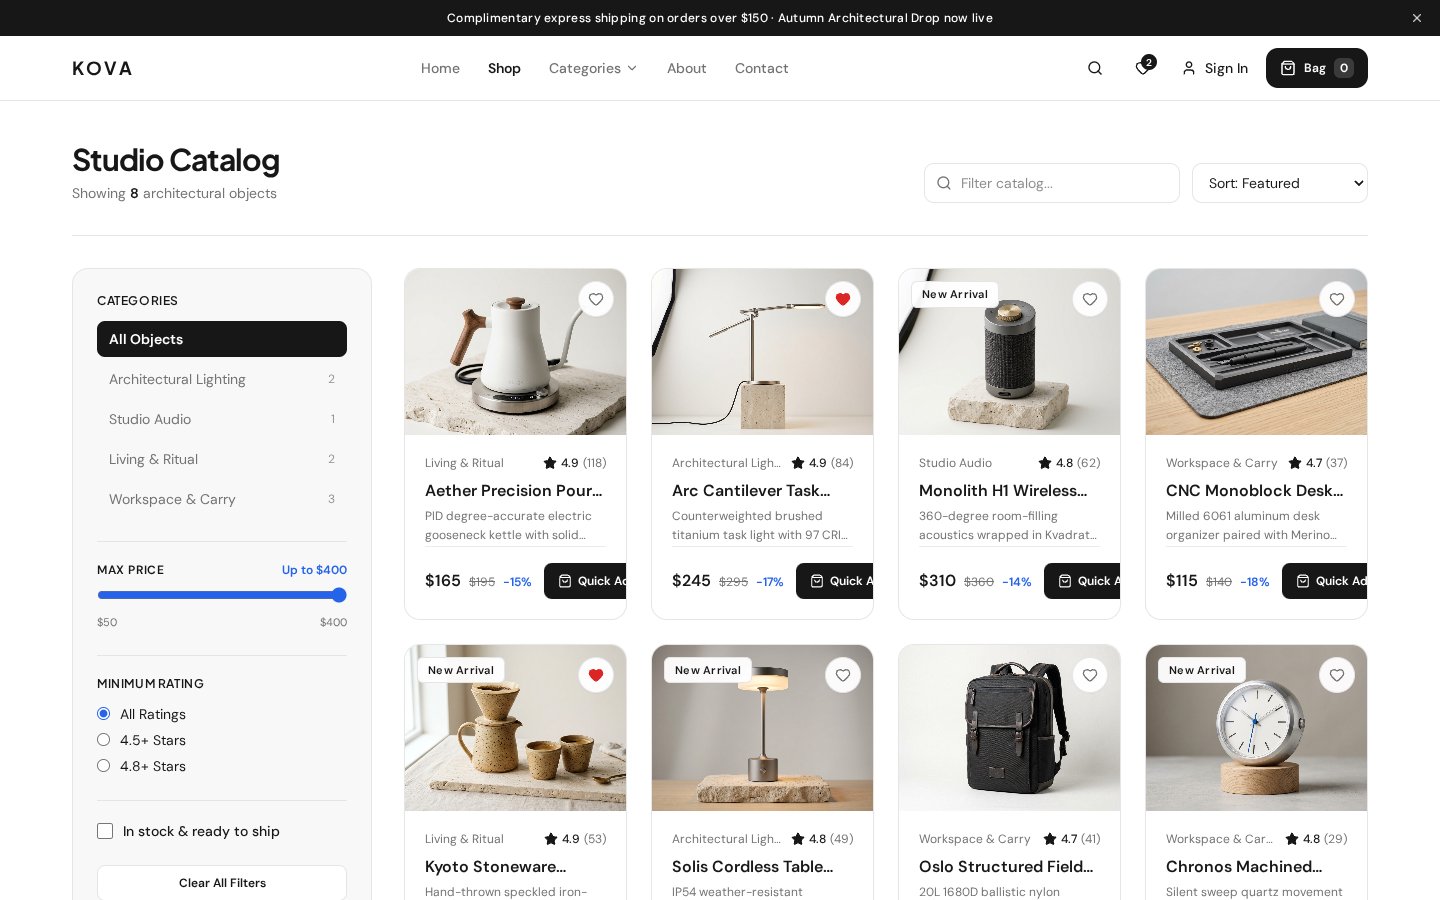 Complimentary express shipping on orders over $150 · Autumn Architectural Drop now live
KOVA
Home
Shop
Categories
About
Contact
2
Sign In
Bag
0
Studio Catalog
Showing 8 architectural objects
Filter catalog...
Sort: Featured
CATEGORIES
All Objects
Architectural Lighting 2
Studio Audio 1
Living & Ritual 2
Workspace & Carry 3
MAX PRICE Up to $400
$50 $400
MINIMUM RATING
All Ratings
4.5+ Stars
4.8+ Stars
In stock & ready to ship
Clear All Filters
Living & Ritual 4.9 (118)
Aether Precision Pour...
PID degree-accurate electric
gooseneck kettle with solid...
$165 $195 -15% Quick Ad
Architectural Ligh... 4.9 (84)
Arc Cantilever Task...
Counterweighted brushed
titanium task light with 97 CRI...
$245 $295 -17% Quick A
New Arrival
Studio Audio 4.8 (62)
Monolith H1 Wireless...
360-degree room-filling
acoustics wrapped in Kvadrat...
$310 $360 -14% Quick A
Workspace & Carry 4.7 (37)
CNC Monoblock Desk...
Milled 6061 aluminum desk
organizer paired with Merino...
$115 $140 -18% Quick Ad
New Arrival
Living & Ritual 4.9 (53)
Kyoto Stoneware...
Hand-thrown speckled iron-
New Arrival
Architectural Ligh... 4.8 (49)
Solis Cordless Table...
IP54 weather-resistant
Workspace & Carry 4.7 (41)
Oslo Structured Field...
20L 1680D ballistic nylon
New Arrival
Workspace & Car... 4.8 (29)
Chronos Machined...
Silent sweep quartz movement